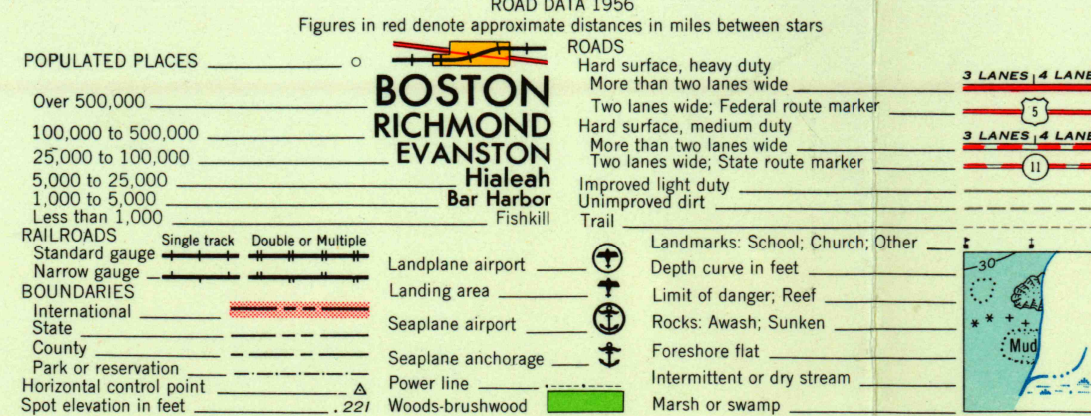 ROAD DATA 1956
Figures in red denote approximate distances in miles between stars
POPULATED PLACES
Over 500,000 BOSTON
100,000 to 500,000 RICHMOND
25,000 to 100,000 EVANSTON
5,000 to 25,000 Hialeah
1,000 to 5,000 Bar Harbor
Less than 1,000 Fishkill
RAILROADS Single track Double or Multiple
Standard gauge
Narrow gauge
BOUNDARIES
International
State
County
Park or reservation
Horizontal control point
Spot elevation in feet .221
Landplane airport
Landing area
Seaplane airport
Seaplane anchorage
Power line
Woods-brushwood
ROADS
Hard surface, heavy duty
More than two lanes wide 3 LANES 4 LANE
Two lanes wide; Federal route marker 5
Hard surface, medium duty
More than two lanes wide 3 LANES 4 LANE
Two lanes wide; State route marker 11
Improved light duty
Unimproved dirt
Trail
Landmarks: School; Church; Other
Depth curve in feet 30
Limit of danger; Reef
Rocks: Awash; Sunken
Foreshore flat Mud
Intermittent or dry stream
Marsh or swamp